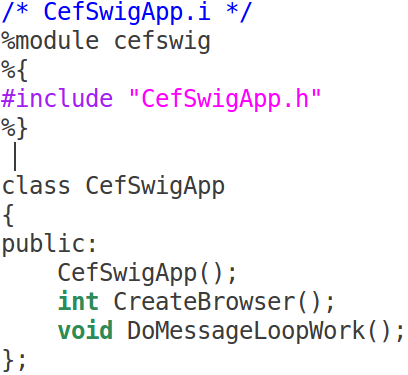 /* CefSwigApp.i */
%module cefswig
%{
#include "CefSwigApp.h"
%}
class CefSwigApp
{
public:
    CefSwigApp();
    int CreateBrowser();
    void DoMessageLoopWork();
};